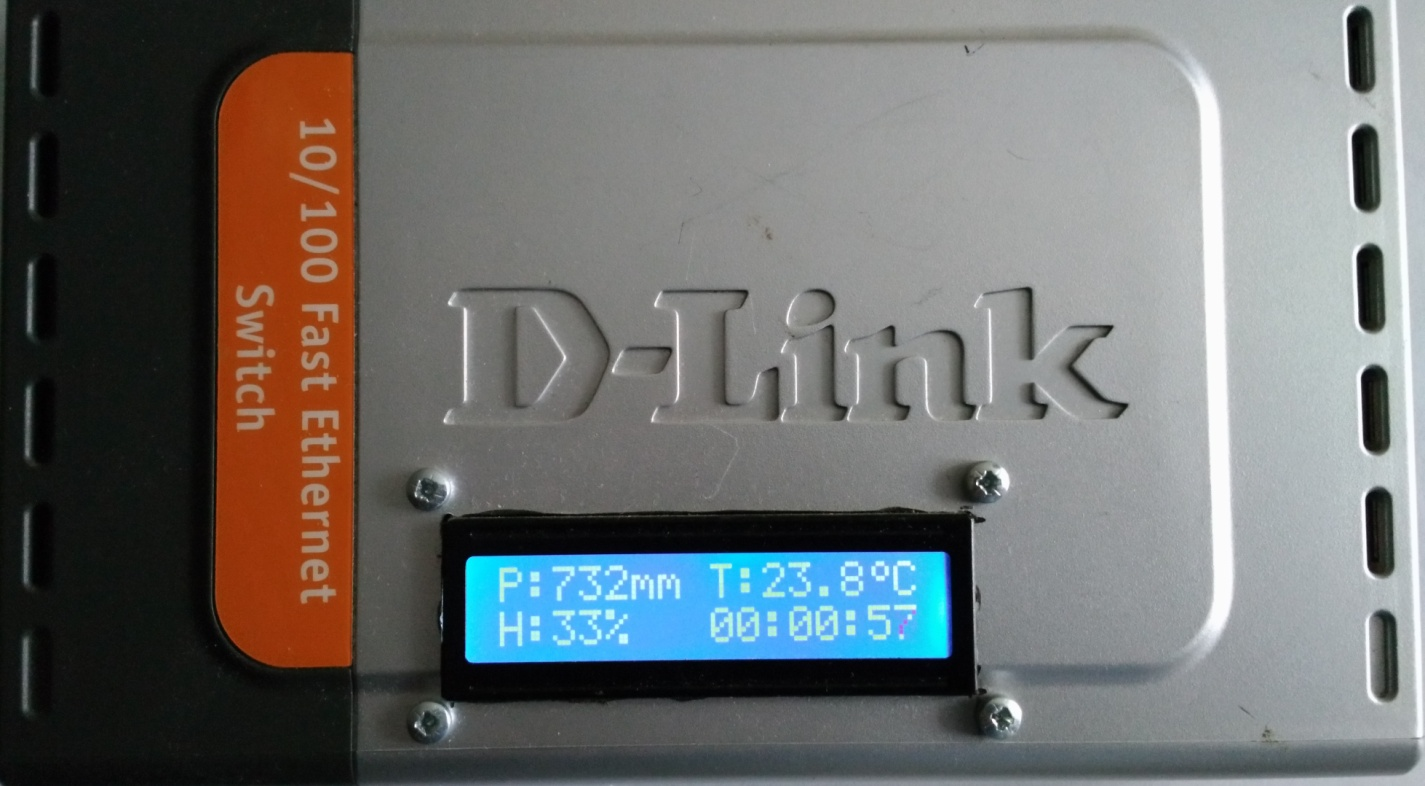 10/100 Fast Ethernet
Switch
D-Link
P:732mm T:23.8°C
H:33% 00:00:57